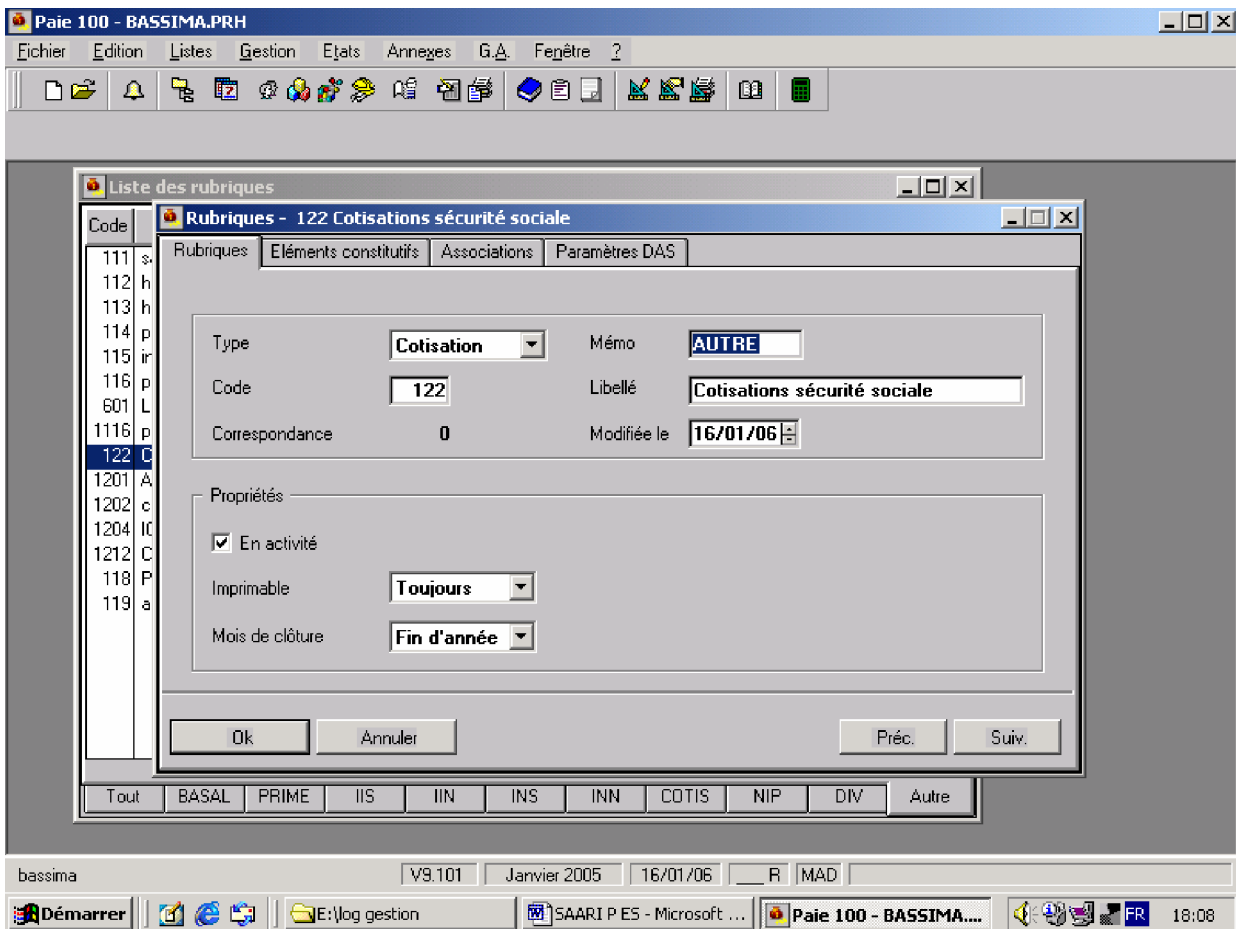 Paie 100 - BASSIMA.PRH
Fichier Edition Listes Gestion Etats Annexes G.A. Fenêtre ?
Liste des rubriques
Code
Rubriques - 122 Cotisations sécurité sociale
Rubriques Eléments constitutifs Associations Paramètres DAS
111 s
112 h
113 h
114 p
115 in
116 p
601 L
1116 p
122 C
1201 A
1202 c
1204 I
1212 C
118 P
119 a
Type Cotisation Mémo AUTRE
Code 122 Libellé Cotisations sécurité sociale
Correspondance 0 Modifiée le 16/01/06
Propriétés
En activité
Imprimable Toujours
Mois de clôture Fin d'année
Ok Annuler Préc. Suiv.
Tout BASAL PRIME IIS IIN INS INN COTIS NIP DIV Autre
bassima V9.101 Janvier 2005 16/01/06 ___ R MAD
Démarrer E:\log gestion SAARI P ES - Microsoft ... Paie 100 - BASSIMA.... FR 18:08